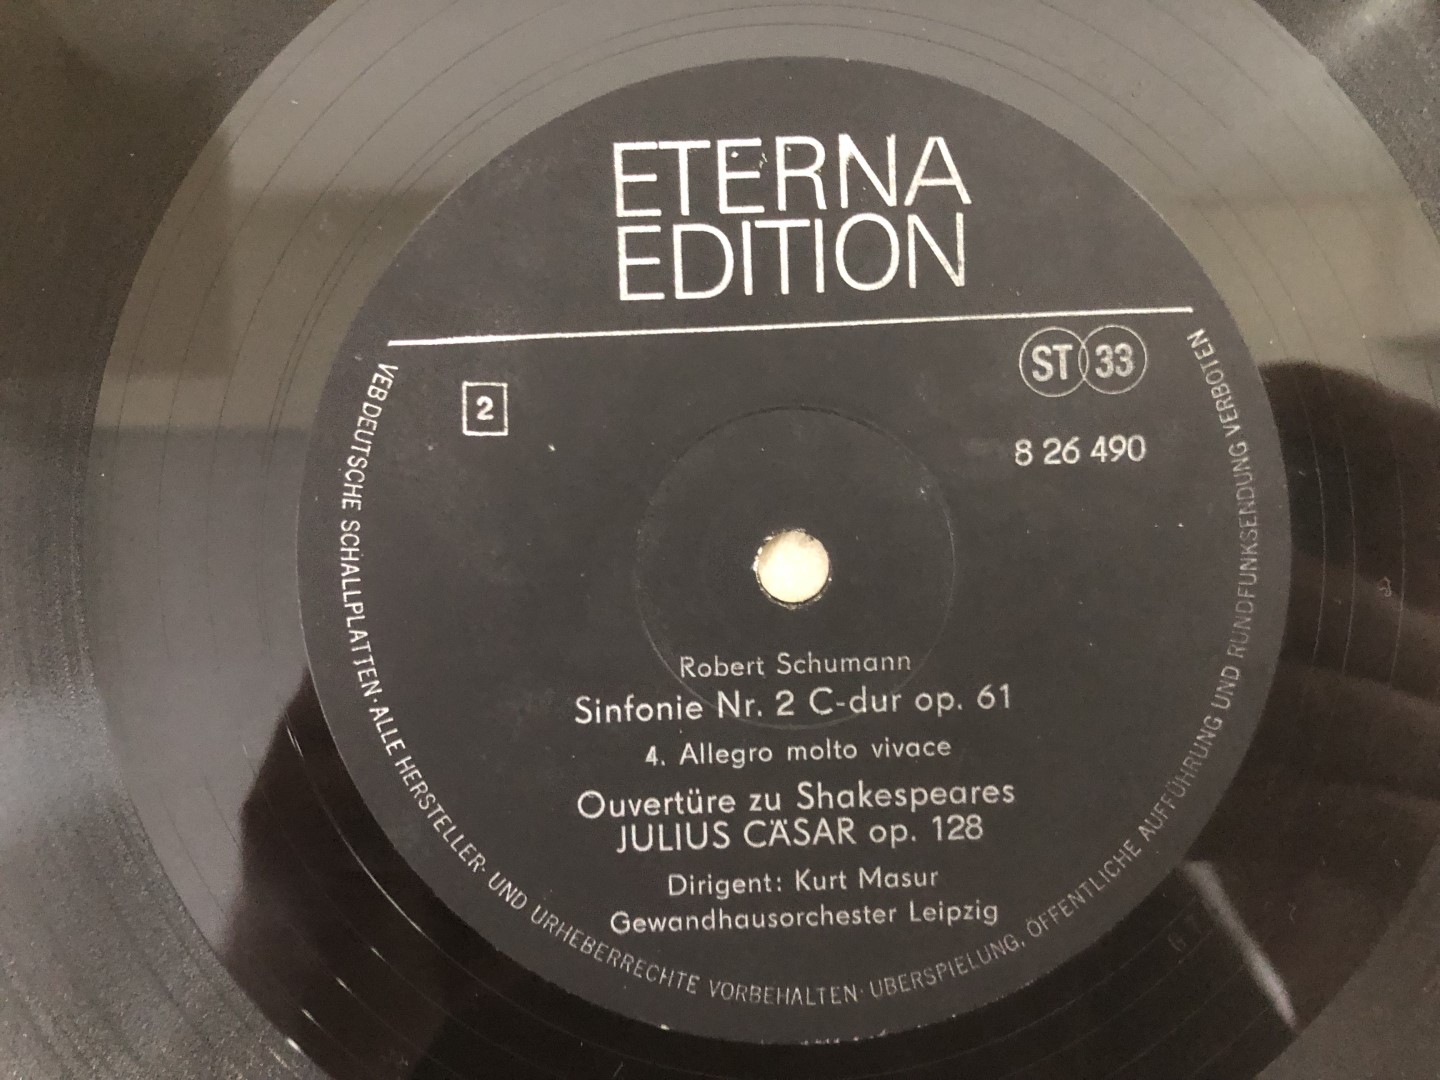 ETERNA
EDITION
ST 33
2
8 26 490
Robert Schumann
Sinfonie Nr. 2 C-dur op. 61
4. Allegro molto vivace
Ouvertüre zu Shakespeares
JULIUS CÄSAR op. 128
Dirigent: Kurt Masur
Gewandhausorchester Leipzig
VEB DEUTSCHE SCHALLPLATTEN · ALLE HERSTELLER- UND URHEBERRECHTE VORBEHALTEN · UBERSPIELUNG, ÖFFENTLICHE AUFFÜHRUNG UND RUNDFUNKSENDUNG VERBOTEN